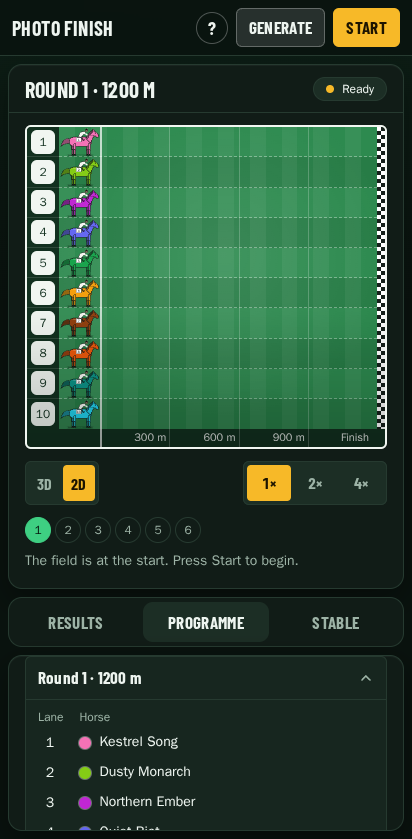 PHOTO FINISH ? GENERATE START
ROUND 1 · 1200 M Ready
1
2
3
4
5
6
7
8
9
10
300 m 600 m 900 m Finish
3D 2D 1× 2× 4×
1 2 3 4 5 6
The field is at the start. Press Start to begin.
RESULTS PROGRAMME STABLE
Round 1 · 1200 m
Lane Horse
1 Kestrel Song
2 Dusty Monarch
3 Northern Ember